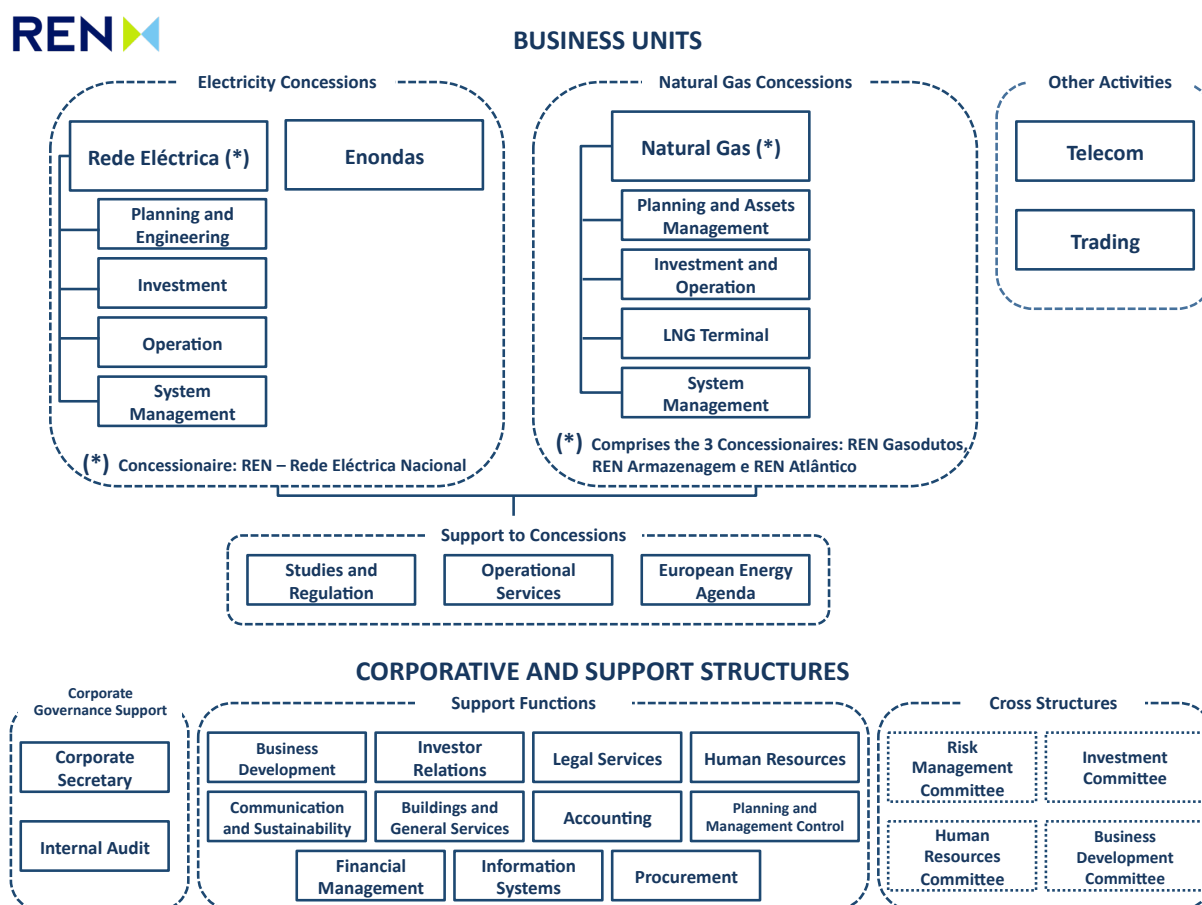 REN
BUSINESS UNITS
Electricity Concessions
Natural Gas Concessions
Other Activities
Rede Eléctrica (*)
Enondas
Planning and
Engineering
Investment
Operation
System
Management
(*) Concessionaire: REN – Rede Eléctrica Nacional
Natural Gas (*)
Planning and Assets
Management
Investment and
Operation
LNG Terminal
System
Management
(*) Comprises the 3 Concessionaires: REN Gasodutos,
REN Armazenagem e REN Atlântico
Telecom
Trading
Support to Concessions
Studies and
Regulation
Operational
Services
European Energy
Agenda
CORPORATIVE AND SUPPORT STRUCTURES
Corporate
Governance Support
Corporate
Secretary
Internal Audit
Support Functions
Business
Development
Investor
Relations
Legal Services
Human Resources
Communication
and Sustainability
Buildings and
General Services
Accounting
Planning and
Management Control
Financial
Management
Information
Systems
Procurement
Cross Structures
Risk
Management
Committee
Investment
Committee
Human
Resources
Committee
Business
Development
Committee